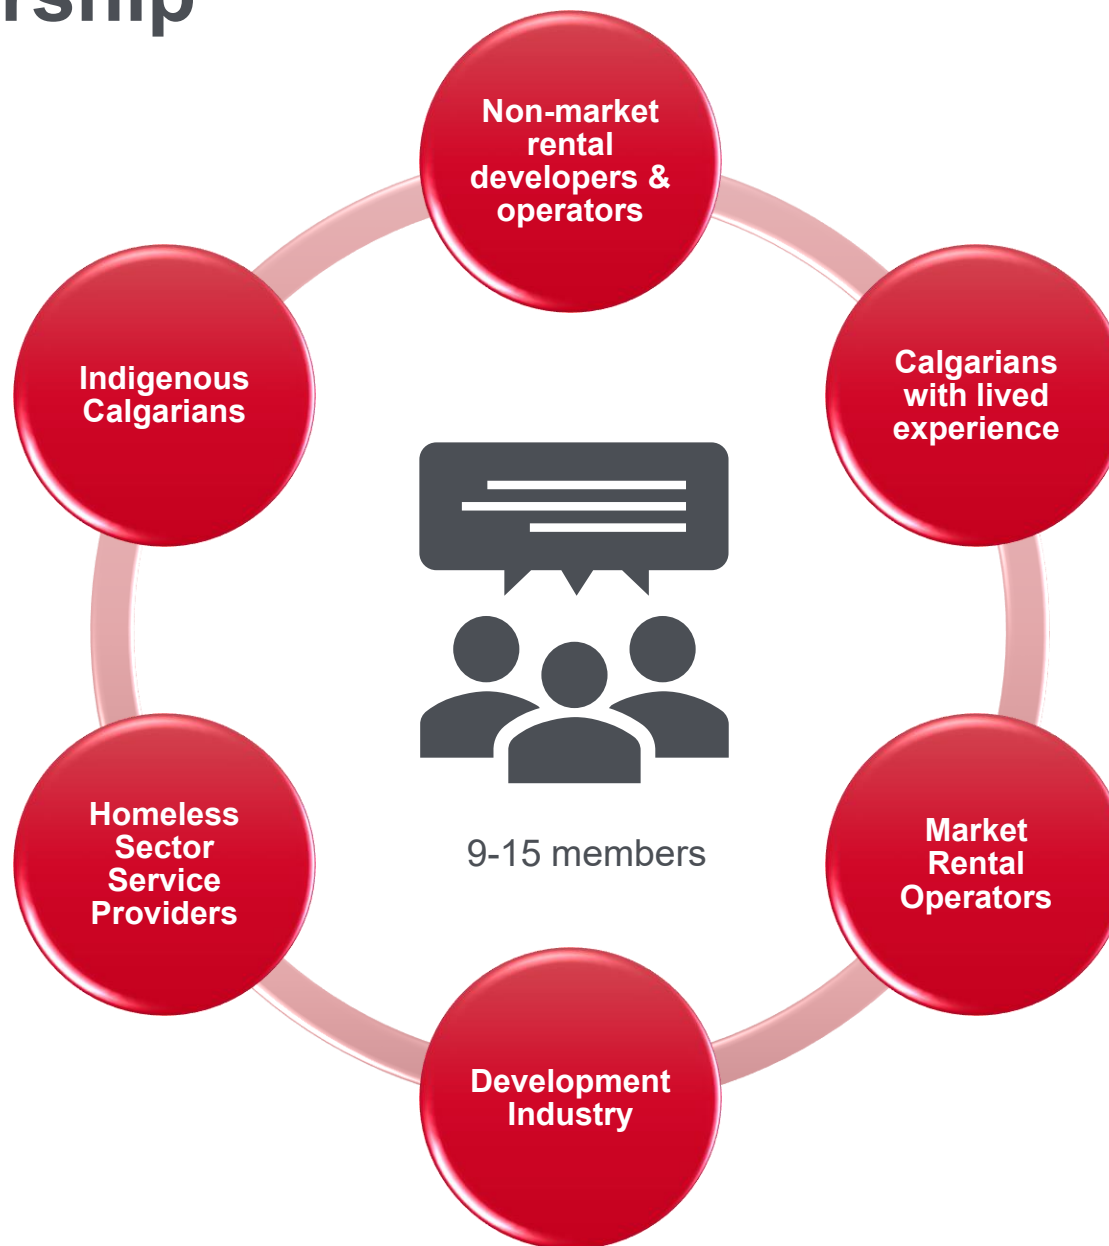 rship
Non-market
rental
developers &
operators
Calgarians
with lived
experience
Market
Rental
Operators
Development
Industry
Homeless
Sector
Service
Providers
Indigenous
Calgarians
9-15 members